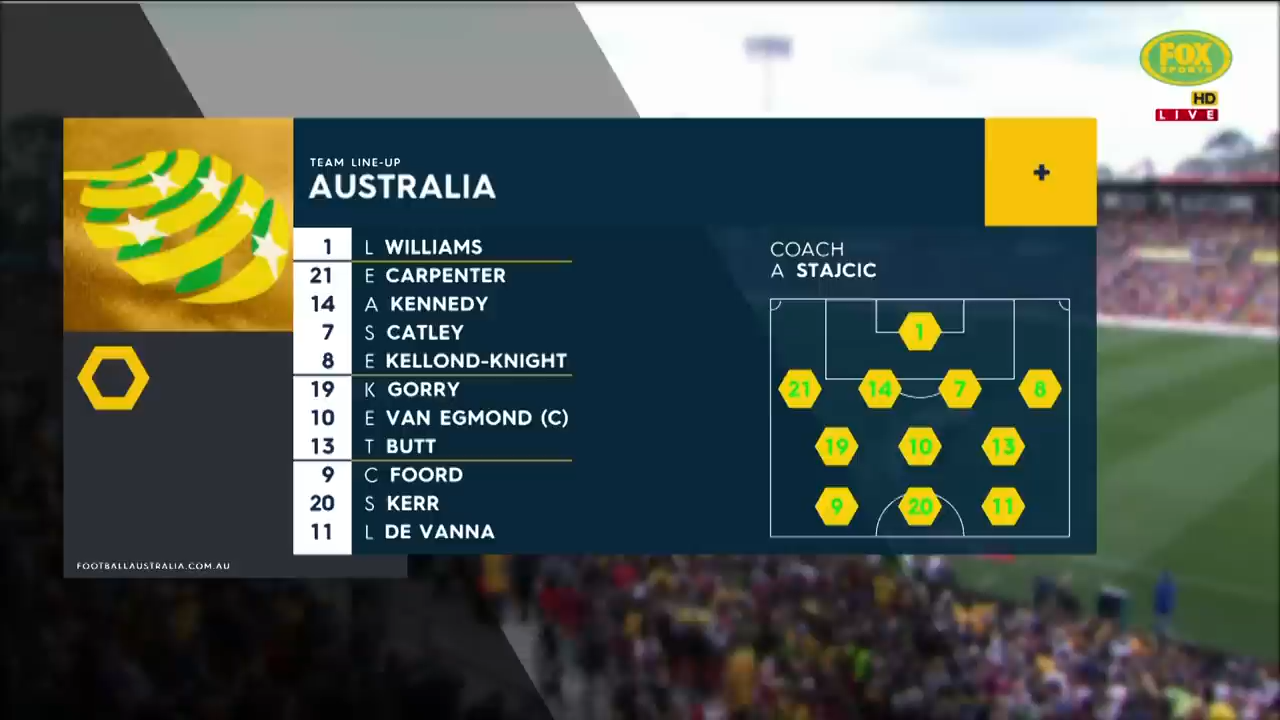 FOX
SPORTS
HD
LIVE
TEAM LINE-UP
AUSTRALIA
+
1 L WILLIAMS
21 E CARPENTER
14 A KENNEDY
7 S CATLEY
8 E KELLOND-KNIGHT
19 K GORRY
10 E VAN EGMOND (C)
13 T BUTT
9 C FOORD
20 S KERR
11 L DE VANNA
COACH
A STAJCIC
1
21 14 7 8
19 10 13
9 20 11
FOOTBALLAUSTRALIA.COM.AU